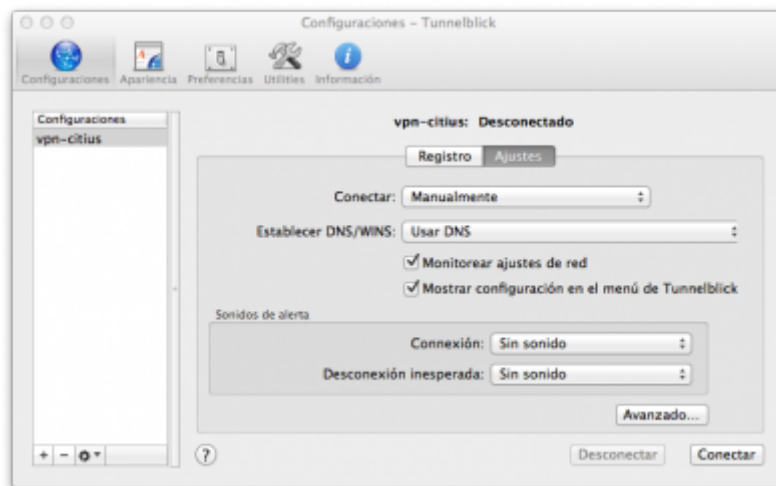 Configuraciones – Tunnelblick
Configuraciones Apariencia Preferencias Utilities Información
Configuraciones
vpn-citius
vpn-citius: Desconectado
Registro Ajustes
Conectar: Manualmente
Establecer DNS/WINS: Usar DNS
Monitorear ajustes de red
Mostrar configuración en el menú de Tunnelblick
Sonidos de alerta
Connexión: Sin sonido
Desconexión inesperada: Sin sonido
Avanzado...
+ − ?
Desconectar Conectar